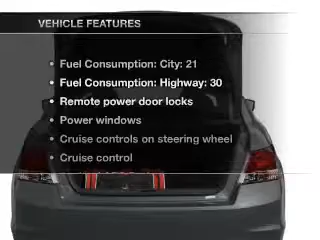 VEHICLE FEATURES
• Fuel Consumption: City: 21
• Fuel Consumption: Highway: 30
• Remote power door locks
• Power windows
• Cruise controls on steering wheel
• Cruise control